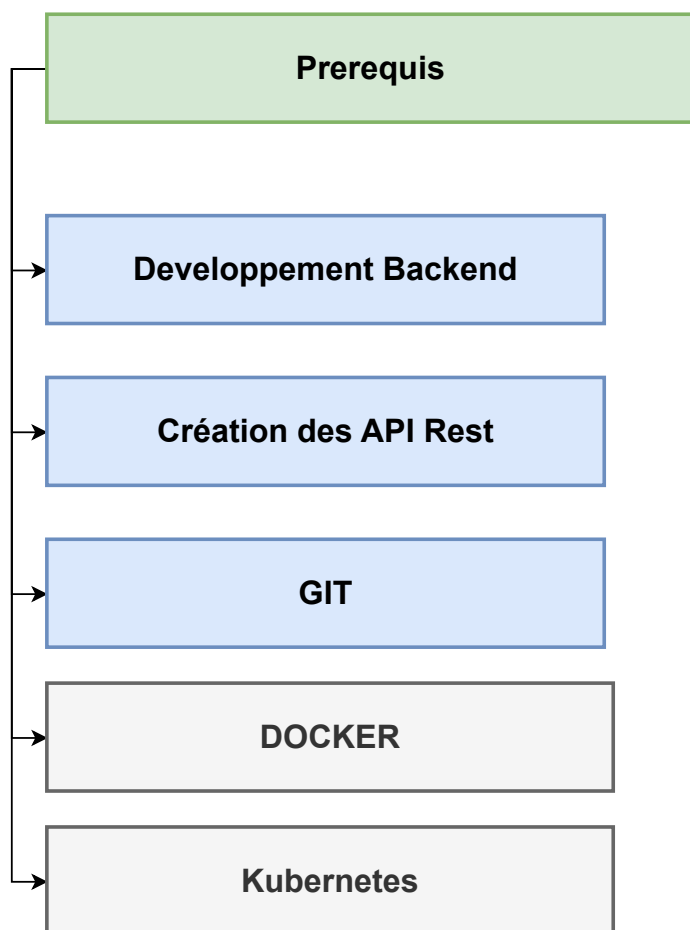 Prerequis
Developpement Backend
Création des API Rest
GIT
DOCKER
Kubernetes